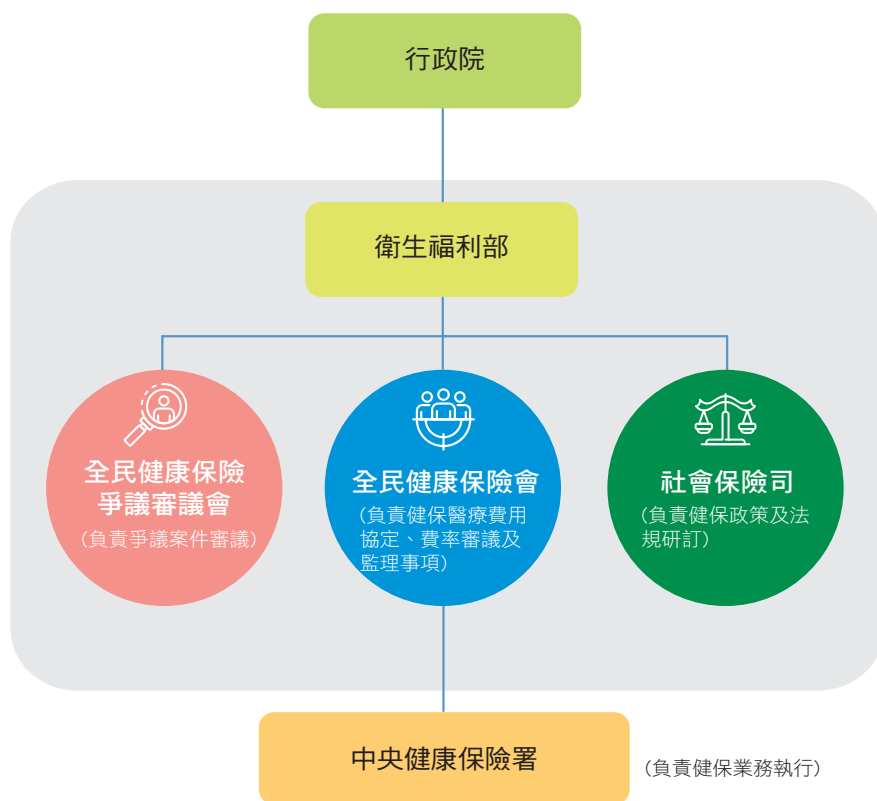 行政院
衛生福利部
全民健康保險
爭議審議會
（負責爭議案件審議）
全民健康保險會
（負責健保醫療費用
協定、費率審議及
監理事項）
社會保險司
（負責健保政策及法
規研訂）
中央健康保險署
（負責健保業務執行）